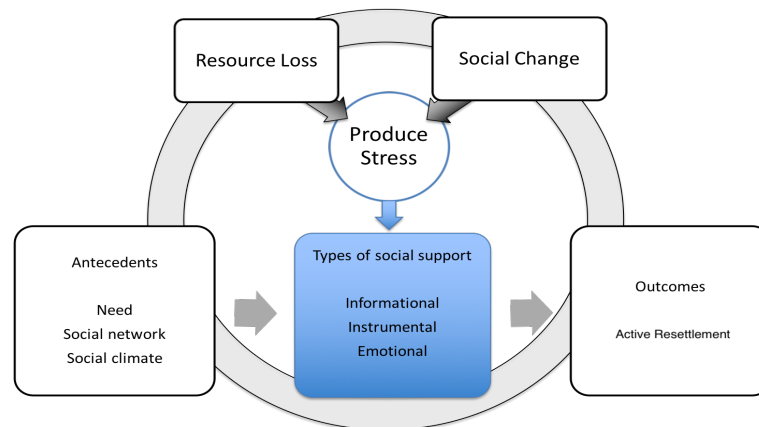 Resource Loss
Social Change
Produce
Stress
Antecedents
Need
Social network
Social climate
Types of social support
Informational
Instrumental
Emotional
Outcomes
Active Resettlement